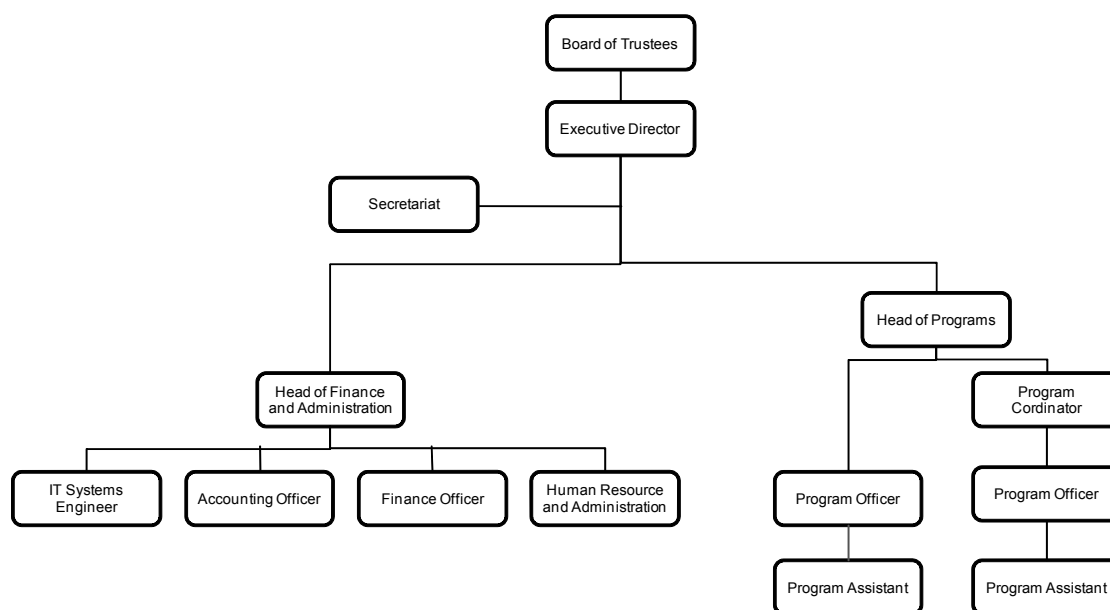 Board of Trustees
Executive Director
Secretariat
Head of Programs
Head of Finance
and Administration
Program
Cordinator
IT Systems
Engineer
Accounting Officer
Finance Officer
Human Resource
and Administration
Program Officer
Program Officer
Program Assistant
Program Assistant